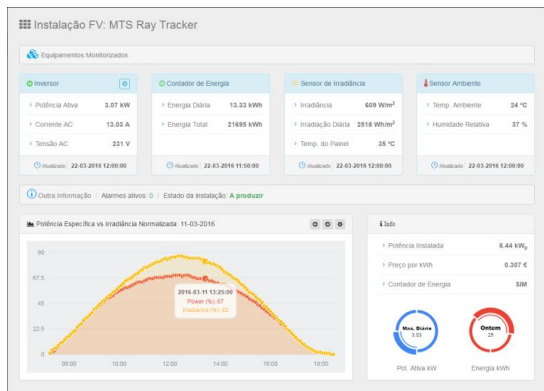 Instalação FV: MTS Ray Tracker
Equipamentos Monitorizados
Inversor
Potência Ativa 3.07 kW
Corrente AC 13.63 A
Tensão AC 231 V
Atualizado 22-03-2016 12:00:00
Contador de Energia
Energia Diária 13.33 kWh
Energia Total 21695 kWh
Atualizado 22-03-2016 11:50:00
Sensor de Irradiância
Irradiância 609 W/m²
Irradiação Diária 2518 Wh/m²
Temp. do Painel 35 ºC
Atualizado 22-03-2016 12:00:00
Sensor Ambiente
Temp. Ambiente 24 ºC
Humidade Relativa 37 %
Atualizado 22-03-2016 12:00:00
Outra Informação / Alarmes ativos: 0 / Estado da instalação: A produzir
Potência Específica vs Irradiância Normalizada: 11-03-2016
90
67.5
45
22.5
0
2016-03-11 13:25:00
Power (%): 67
Irradiance (%): 82
08:00 10:00 12:00 14:00 16:00 18:00
Info
Potência Instalada 6.44 kWp
Preço por kWh 0.307 €
Contador de Energia SIM
Max. Diário
3.03
Pot. Ativa kW
Ontem
25
Energia kWh